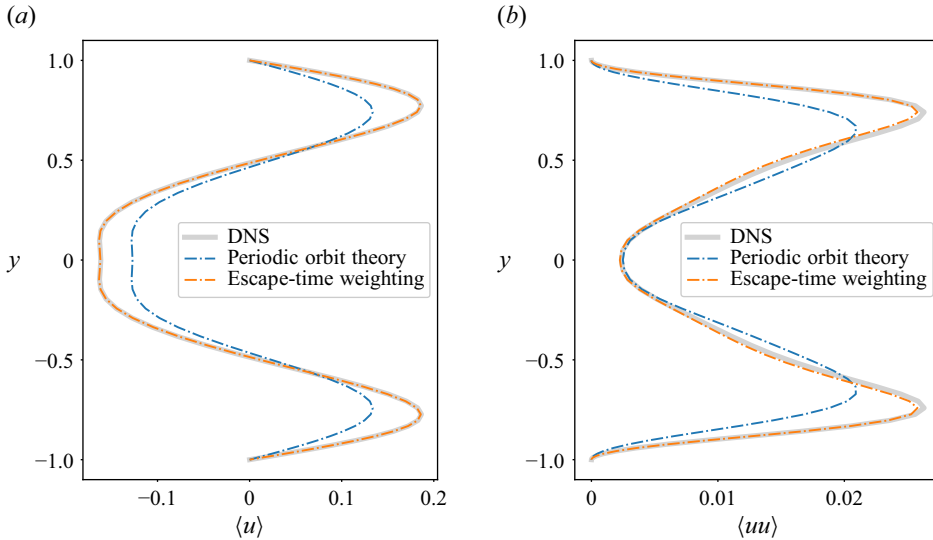 (a)
(b)
1.0
0.5
0
−0.5
−1.0
y
DNS
Periodic orbit theory
Escape-time weighting
−0.1
0
0.1
0.2
⟨u⟩
1.0
0.5
0
−0.5
−1.0
y
DNS
Periodic orbit theory
Escape-time weighting
0
0.01
0.02
⟨uu⟩